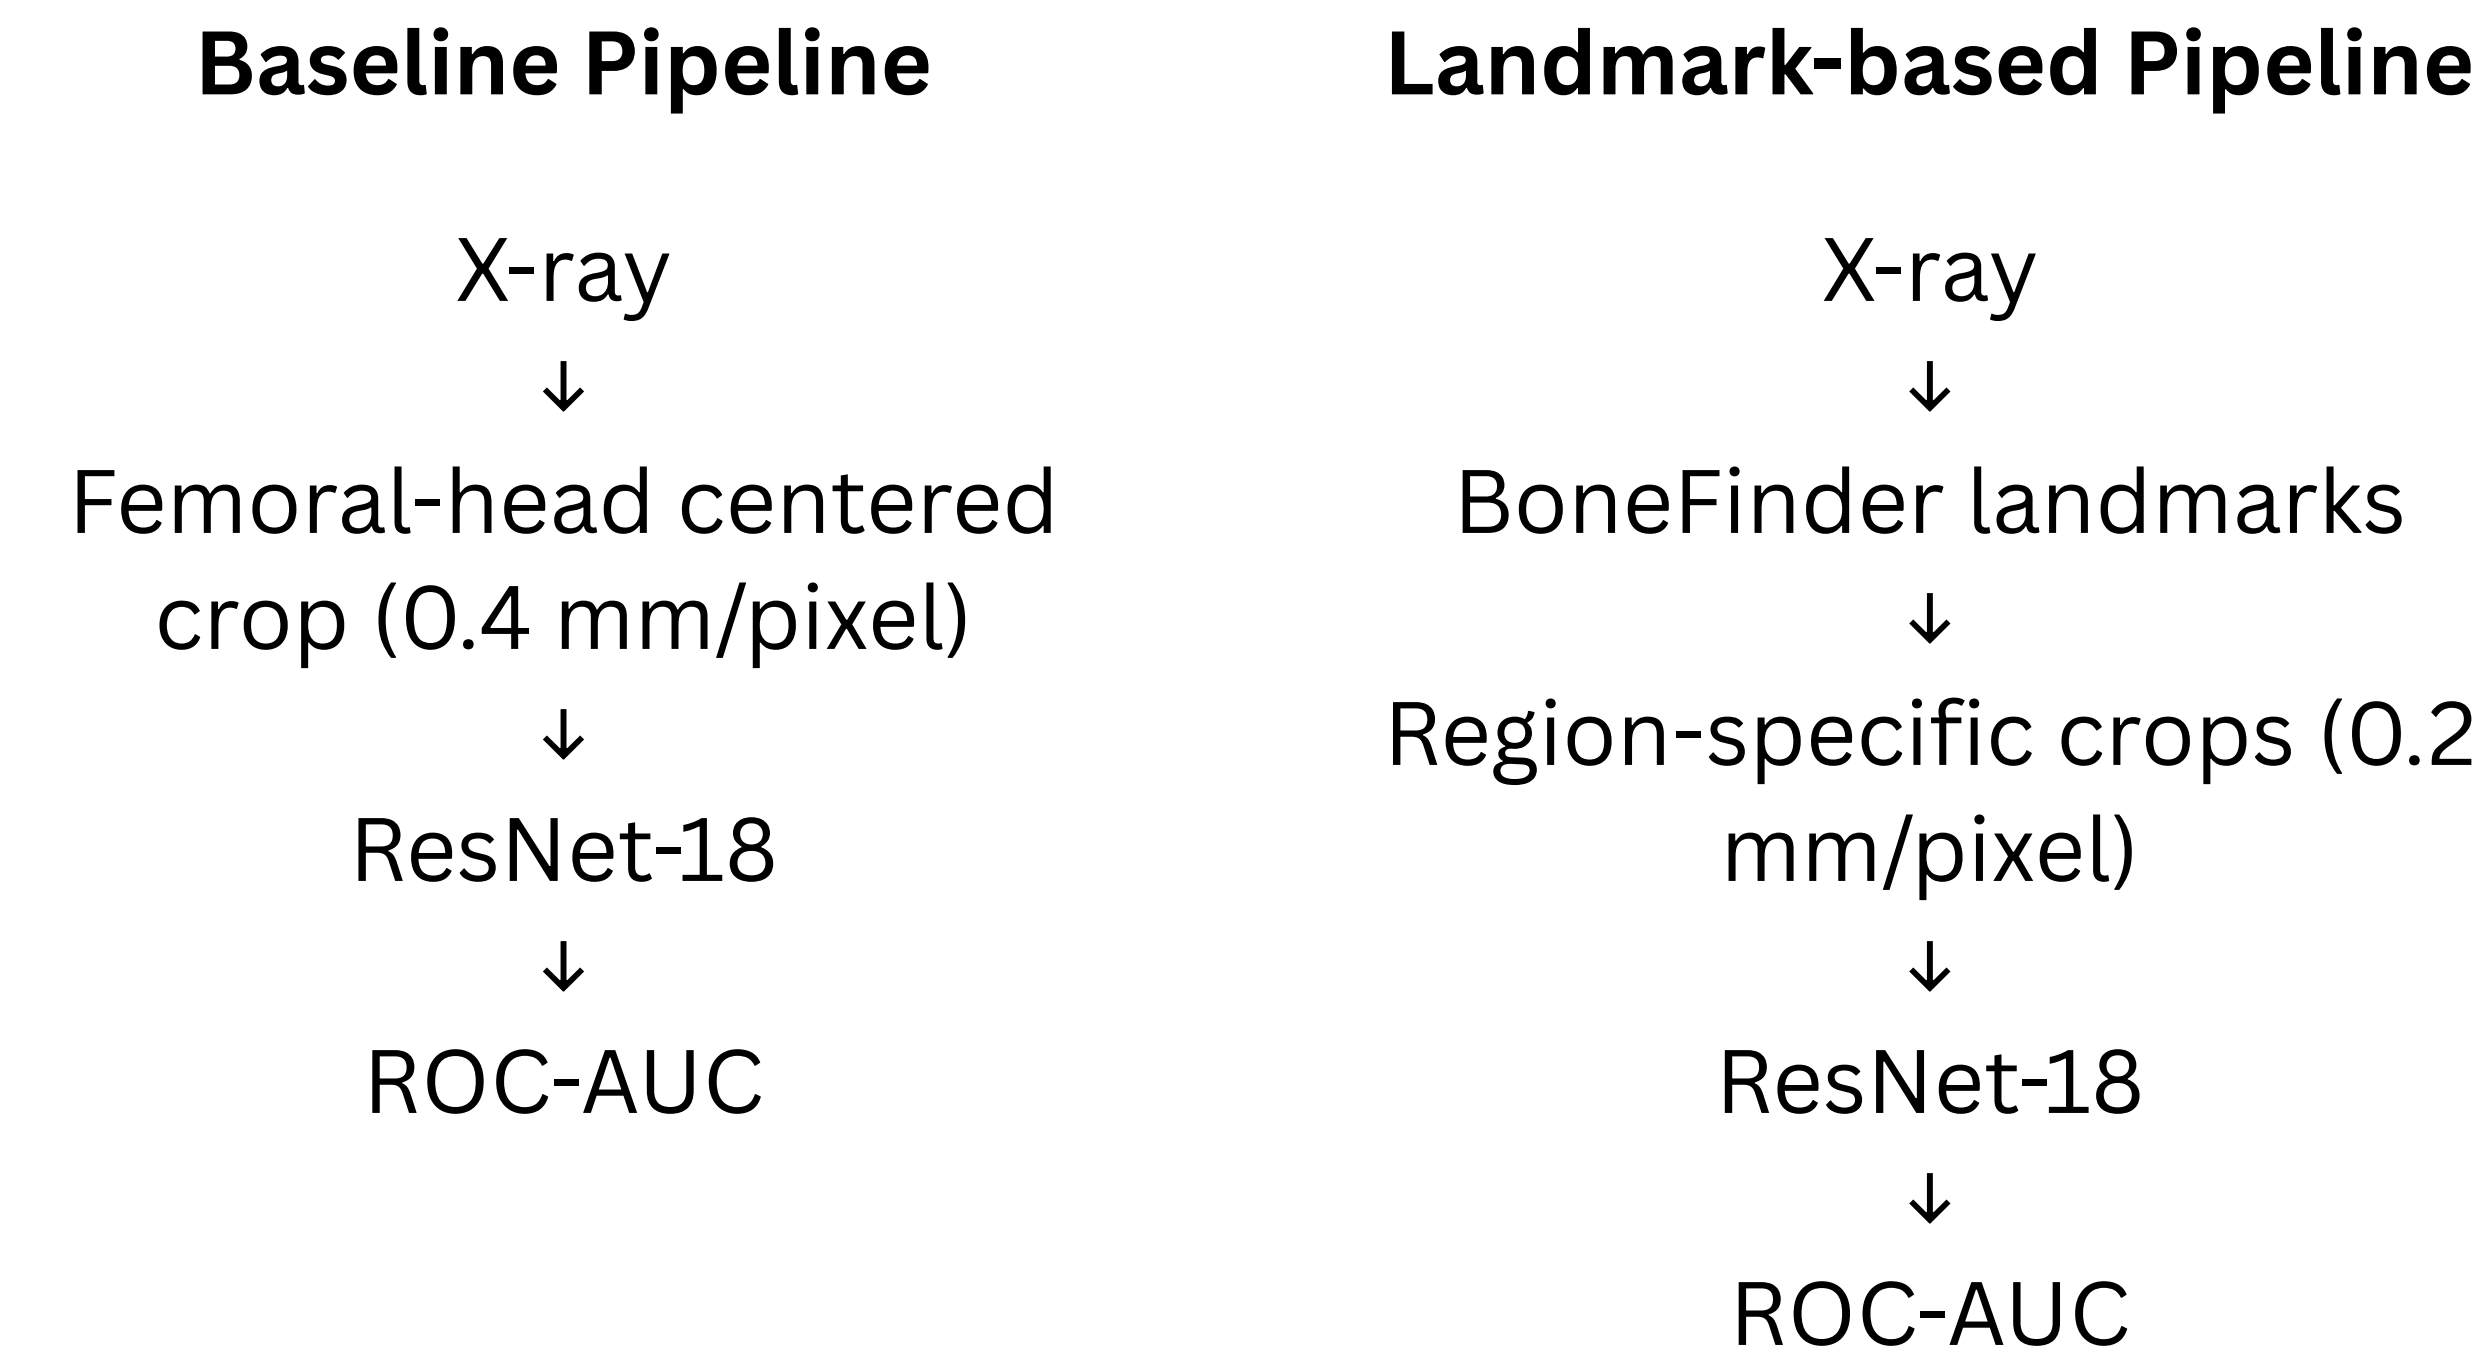 Baseline Pipeline
X-ray
↓
Femoral-head centered
crop (0.4 mm/pixel)
↓
ResNet-18
↓
ROC-AUC
Landmark-based Pipeline
X-ray
↓
BoneFinder landmarks
↓
Region-specific crops (0.2
mm/pixel)
↓
ResNet-18
↓
ROC-AUC